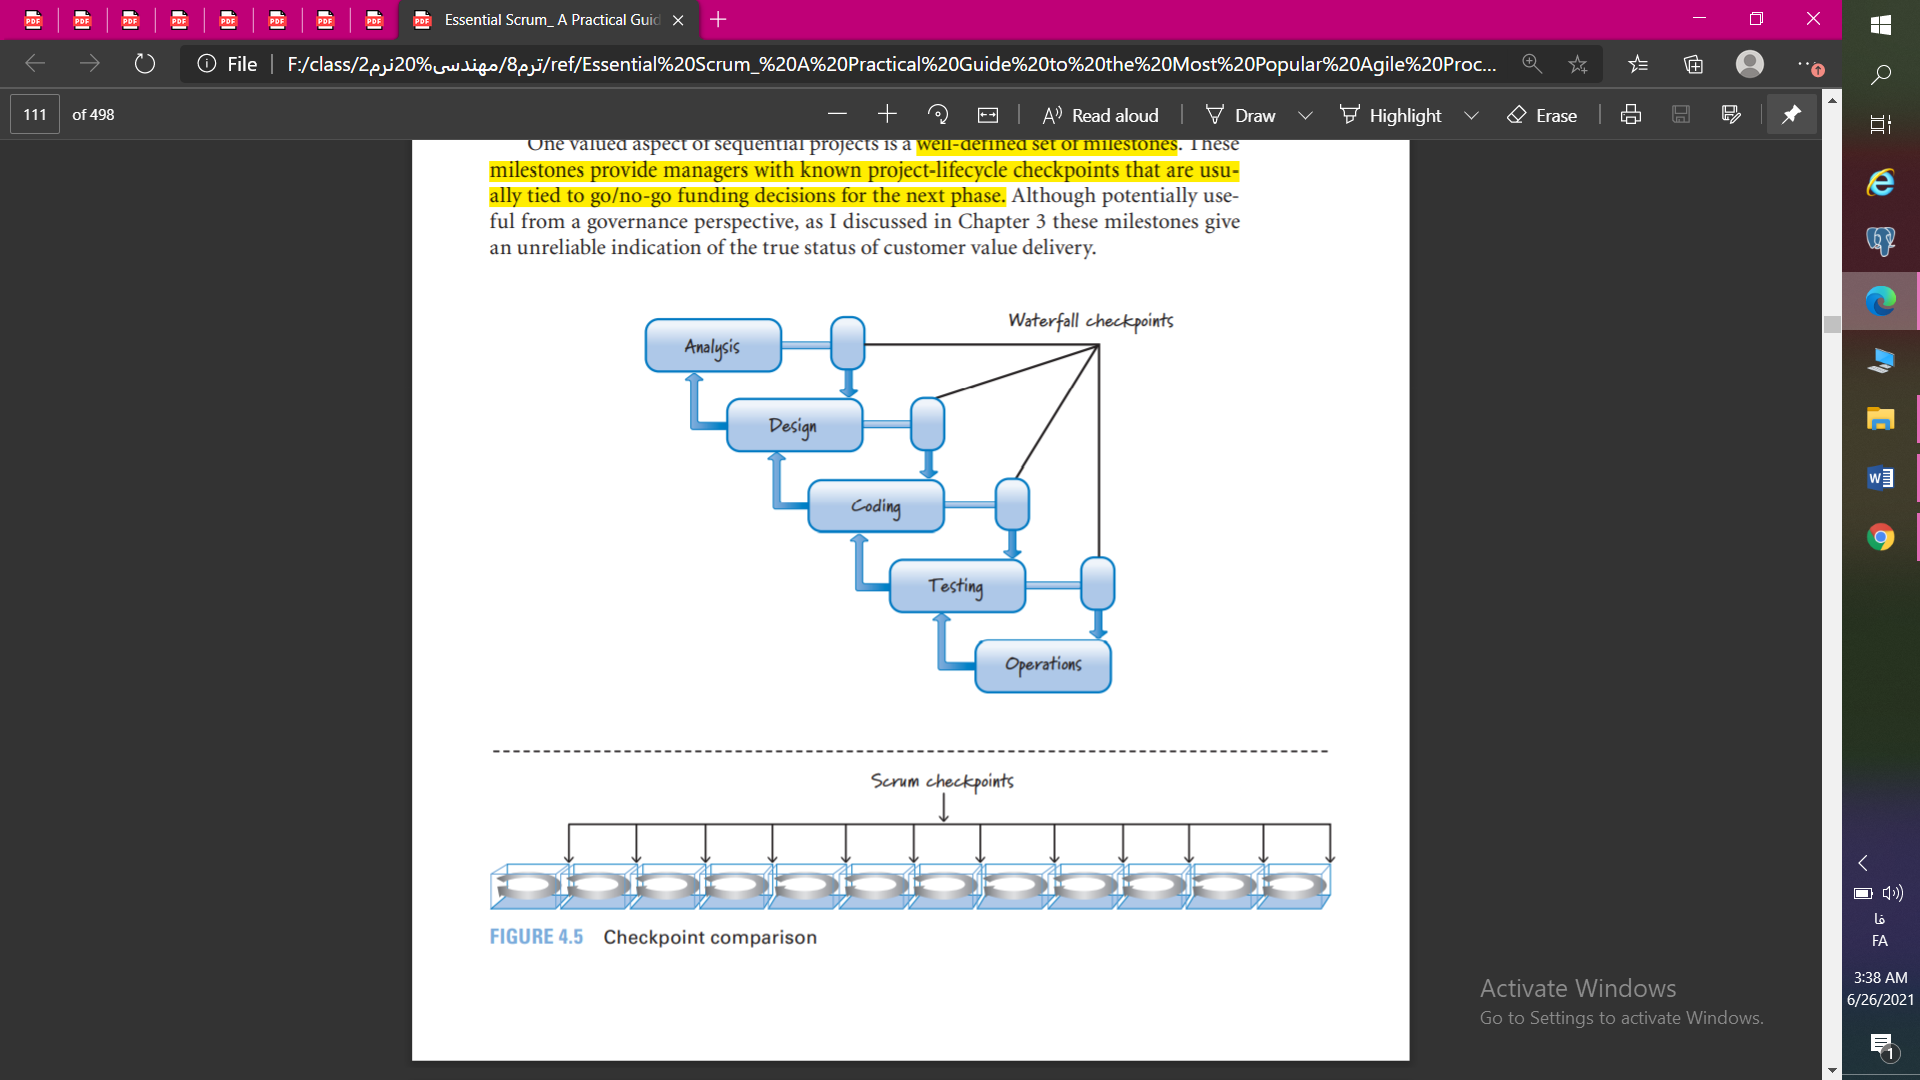 Essential Scrum_ A Practical Guid
File
F:/class/ترم8/مهندسی%20نرم2/ref/Essential%20Scrum_%20A%20Practical%20Guide%20to%20the%20Most%20Popular%20Agile%20Proc...
111 of 498
Read aloud
Draw
Highlight
Erase
One valued aspect of sequential projects is a well-defined set of milestones. These
milestones provide managers with known project-lifecycle checkpoints that are usu-
ally tied to go/no-go funding decisions for the next phase. Although potentially use-
ful from a governance perspective, as I discussed in Chapter 3 these milestones give
an unreliable indication of the true status of customer value delivery.
Waterfall checkpoints
Analysis
Design
Coding
Testing
Operations
Scrum checkpoints
FIGURE 4.5 Checkpoint comparison
Activate Windows
Go to Settings to activate Windows.
فا
FA
3:38 AM
6/26/2021
1